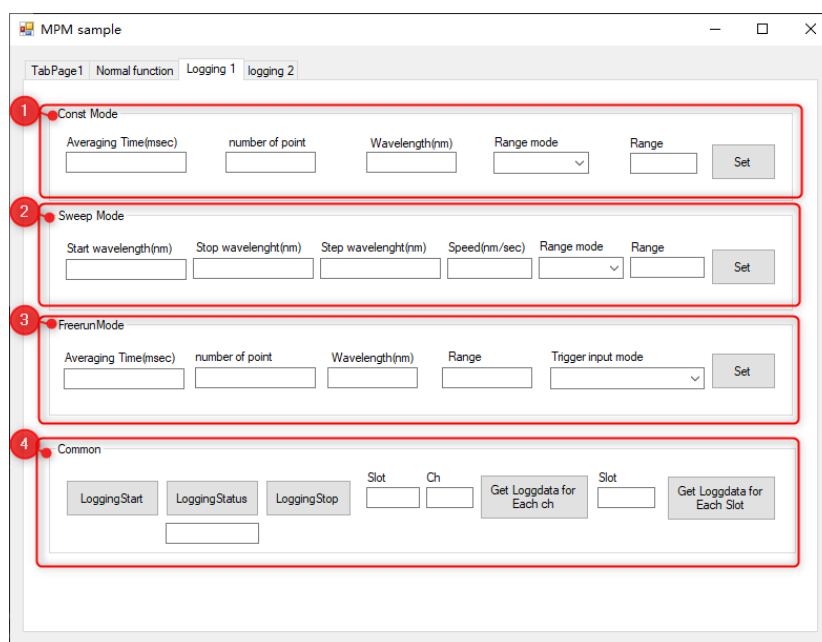 MPM sample
TabPage1 Normal function Logging 1 logging 2
1
Const Mode
Averaging Time(msec) number of point Wavelength(nm) Range mode Range
Set
2
Sweep Mode
Start wavelength(nm) Stop wavelenght(nm) Step wavelenght(nm) Speed(nm/sec) Range mode Range
Set
3
FreerunMode
Averaging Time(msec) number of point Wavelength(nm) Range Trigger input mode
Set
4
Common
Slot Ch Slot
LoggingStart LoggingStatus LoggingStop Get Loggdata for Each ch Get Loggdata for Each Slot